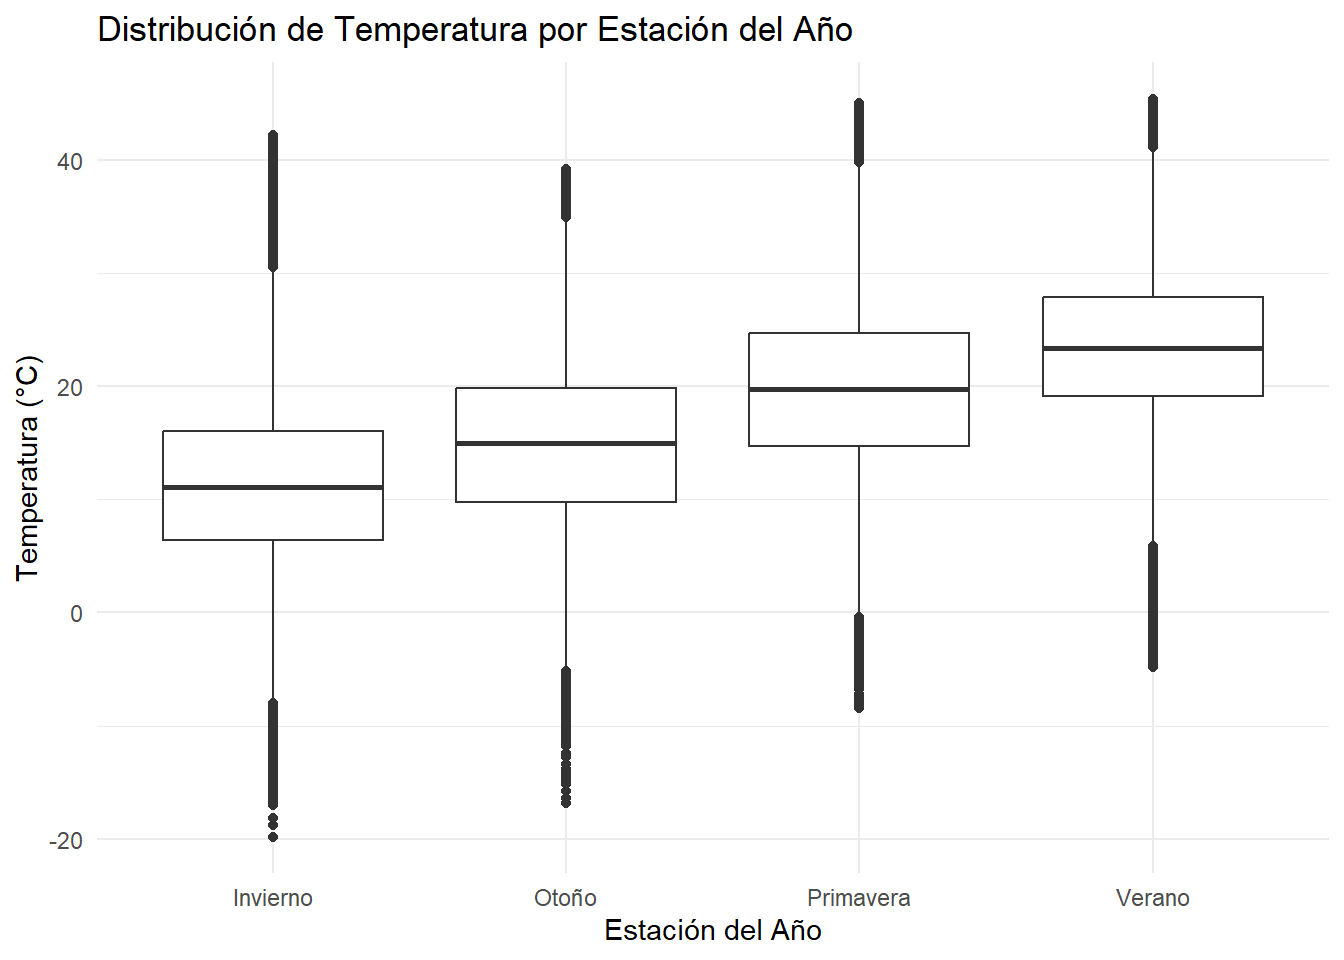 Distribución de Temperatura por Estación del Año
Temperatura (°C)
40
20
0
-20
Invierno Otoño Primavera Verano
Estación del Año